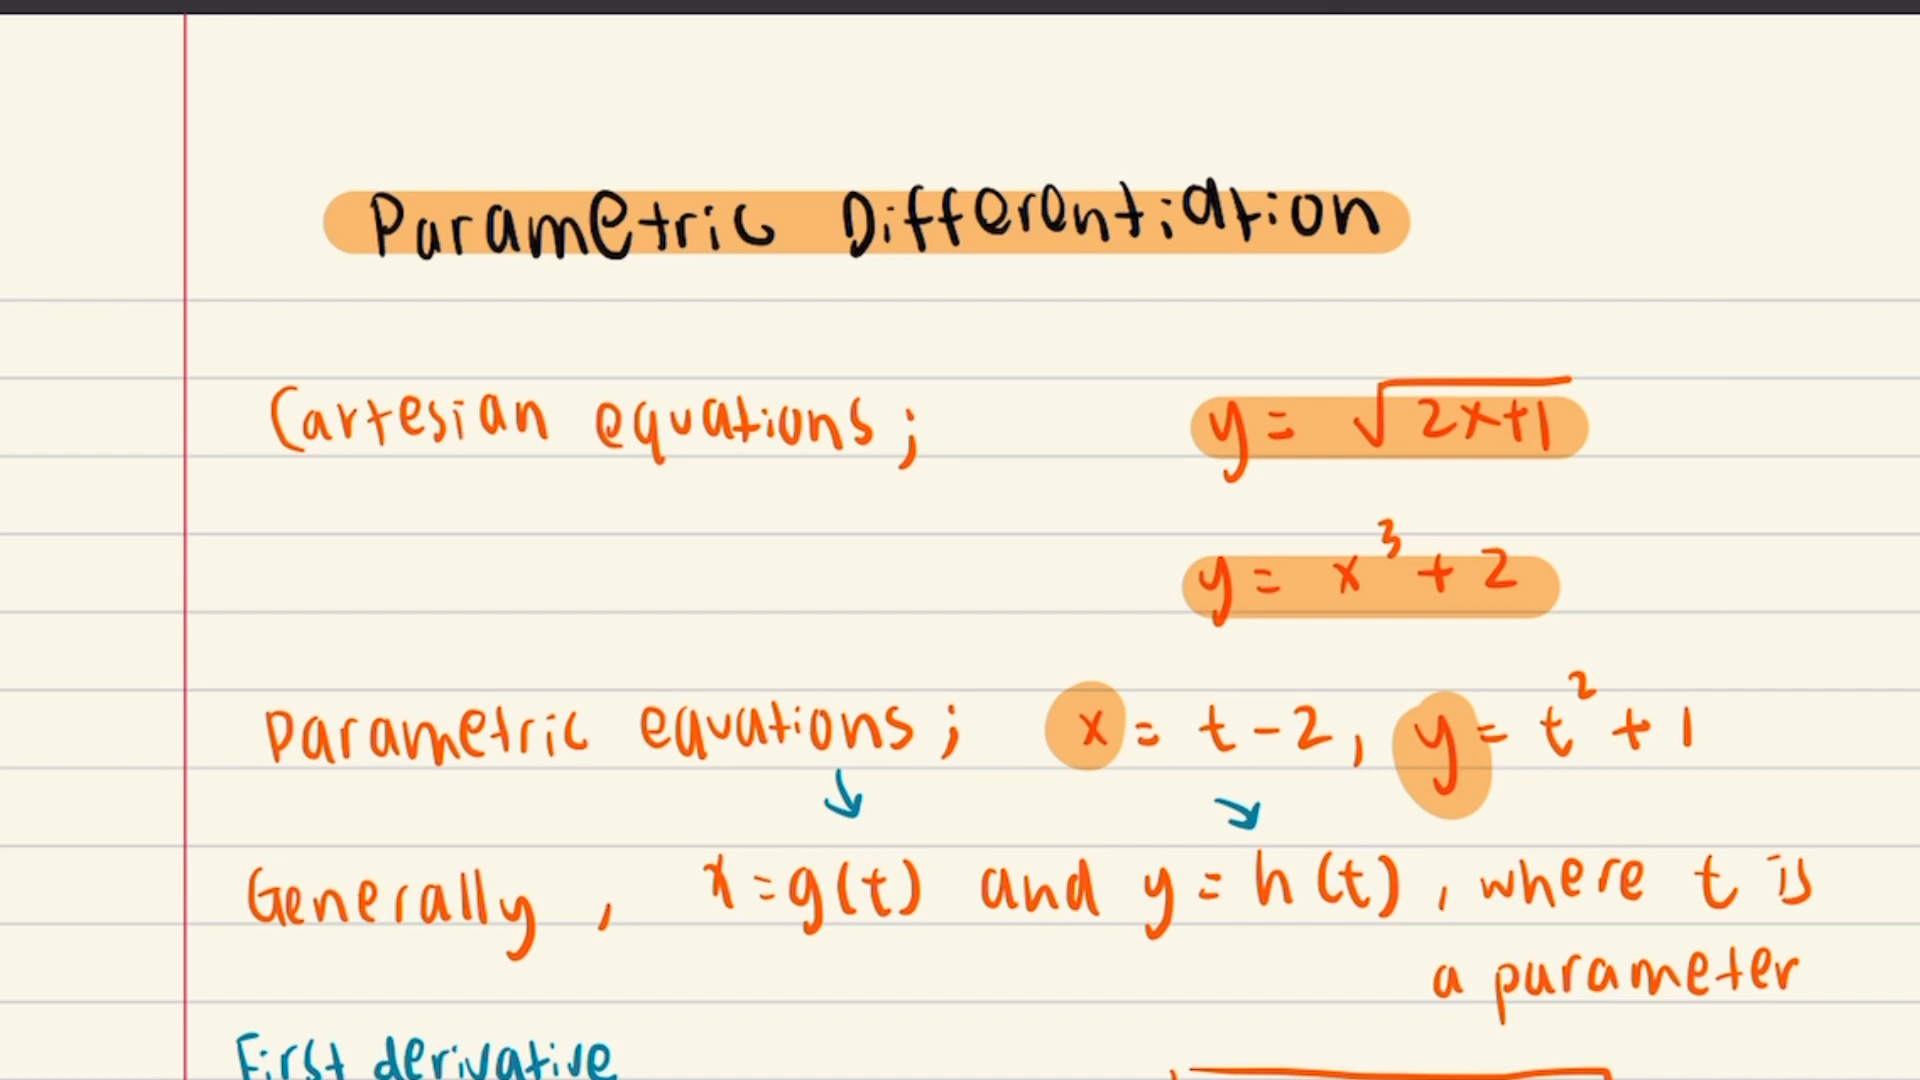 Parametric Differentiation
Cartesian equations; y = √2x+1
y = x³ + 2
parametric equations; x = t - 2, y = t² + 1
Generally, x = g(t) and y = h(t), where t is
a parameter
First derivative